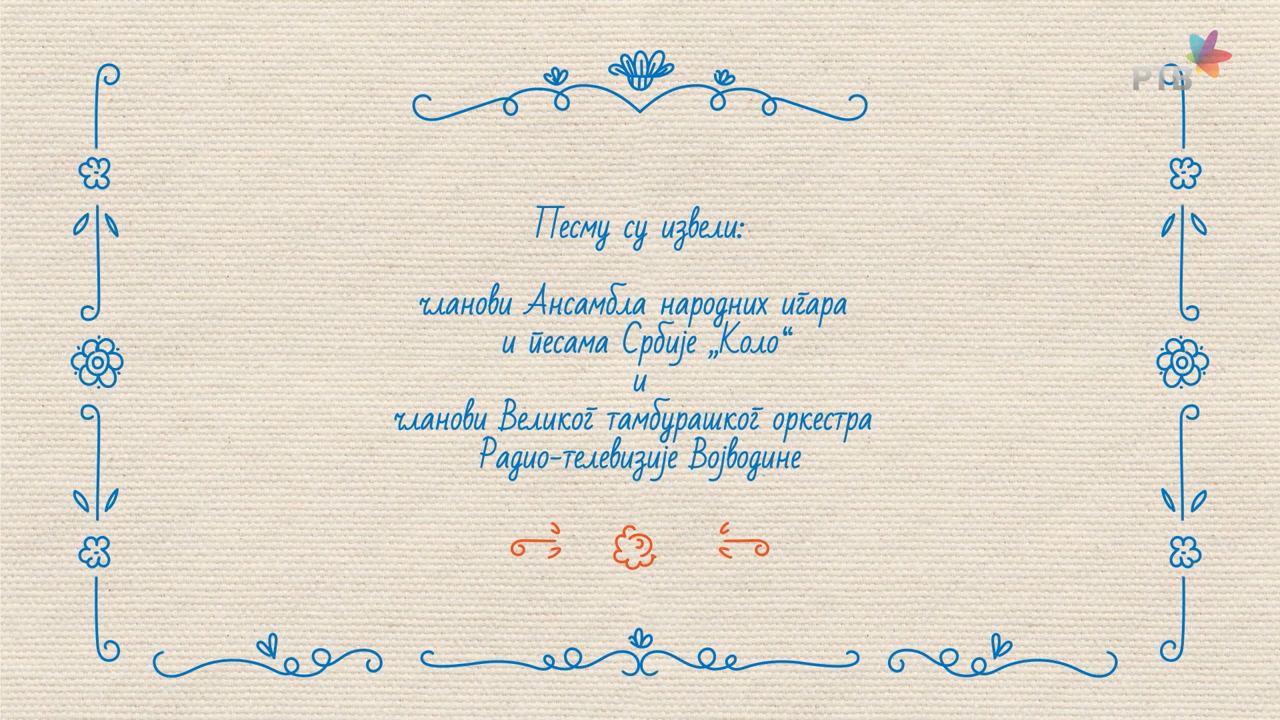 РТВ
Песму су извели:
чланови Ансамбла народних игара
и песама Србије „Коло“
и
чланови Великог тамбурашког оркестра
Радио-телевизије Војводине